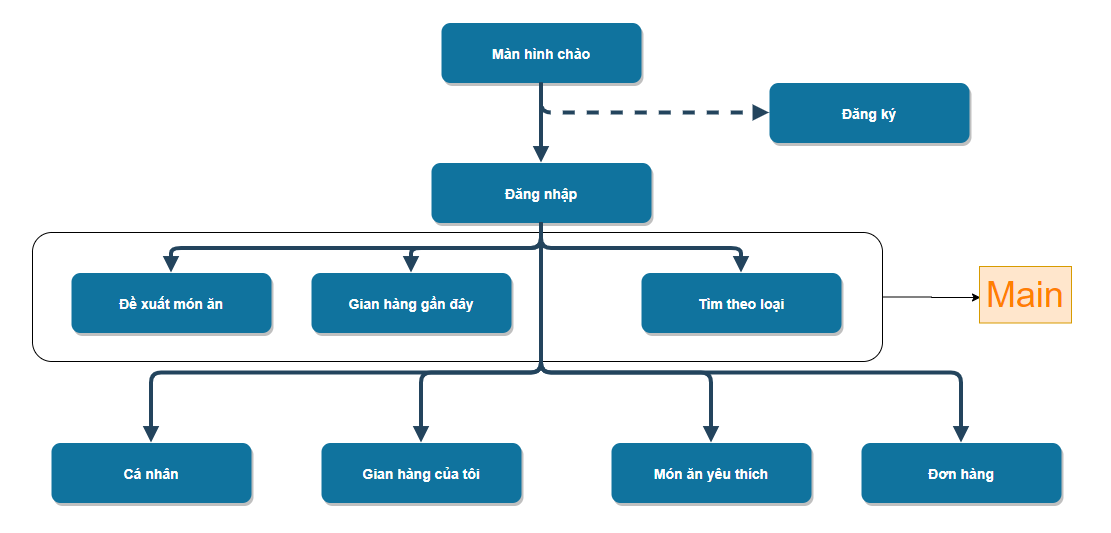 Màn hình chào
Đăng ký
Đăng nhập
Đề xuất món ăn
Gian hàng gần đây
Tìm theo loại
Main
Cá nhân
Gian hàng của tôi
Món ăn yêu thích
Đơn hàng